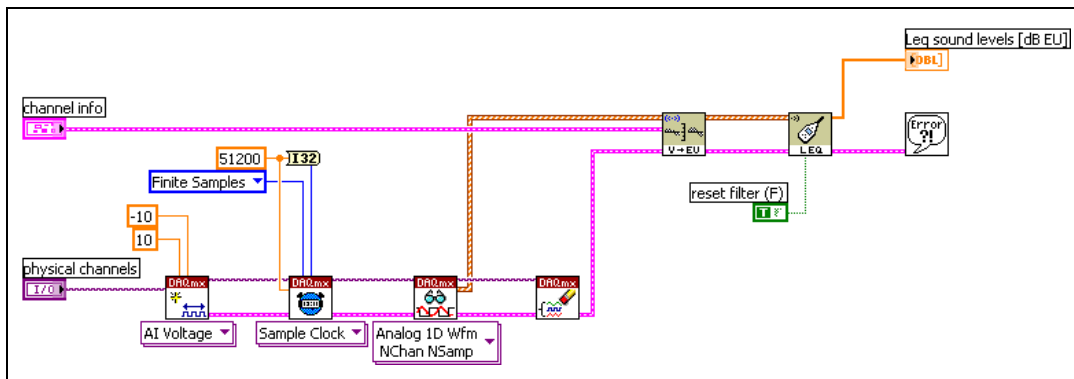 Leq sound levels [dB EU]
DBL
channel info
V→EU
LEQ
Error
?!
51200
I32
Finite Samples
reset filter (F)
T F
-10
10
physical channels
I/O
DAQmx
DAQmx
DAQmx
DAQmx
AI Voltage
Sample Clock
Analog 1D Wfm
NChan NSamp